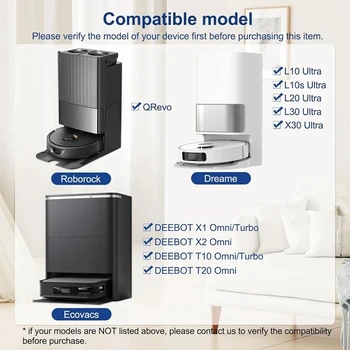 Compatible model
Please verify the model of your device first before purchasing this item.
QRevo
L10 Ultra
L10s Ultra
L20 Ultra
L30 Ultra
X30 Ultra
Roborock
Dreame
DEEBOT X1 Omni/Turbo
DEEBOT X2 Omni
DEEBOT T10 Omni/Turbo
DEEBOT T20 Omni
Ecovacs
* if your models are NOT listed above, please contact us to verify the compatibility
before purchase.